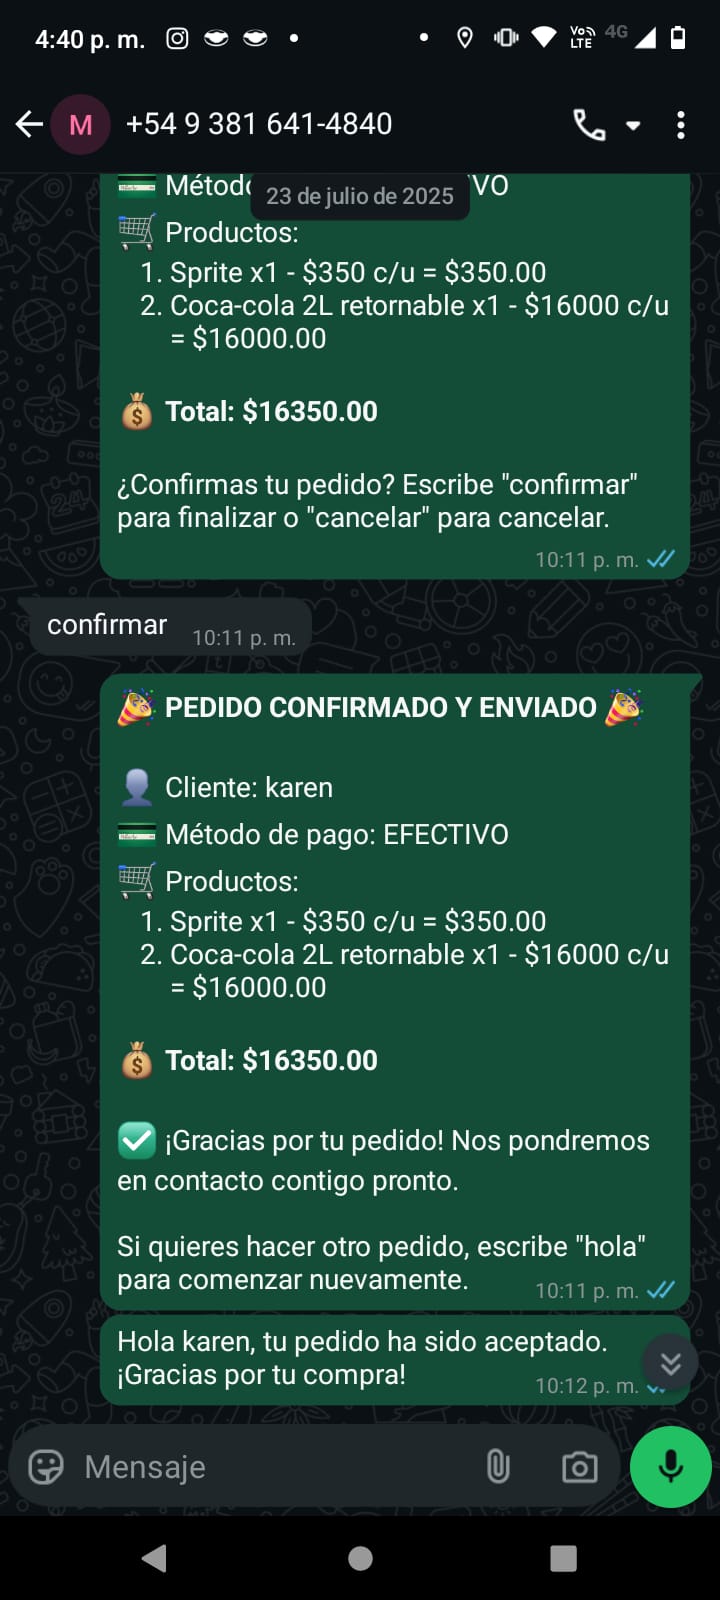 4:40 p. m.
Vo)) LTE 4G
M +54 9 381 641-4840
Métod VO
23 de julio de 2025
Productos:
1. Sprite x1 - $350 c/u = $350.00
2. Coca-cola 2L retornable x1 - $16000 c/u
= $16000.00
Total: $16350.00
¿Confirmas tu pedido? Escribe "confirmar"
para finalizar o "cancelar" para cancelar.
10:11 p. m.
confirmar 10:11 p. m.
PEDIDO CONFIRMADO Y ENVIADO
Cliente: karen
Método de pago: EFECTIVO
Productos:
1. Sprite x1 - $350 c/u = $350.00
2. Coca-cola 2L retornable x1 - $16000 c/u
= $16000.00
Total: $16350.00
¡Gracias por tu pedido! Nos pondremos
en contacto contigo pronto.
Si quieres hacer otro pedido, escribe "hola"
para comenzar nuevamente. 10:11 p. m.
Hola karen, tu pedido ha sido aceptado.
¡Gracias por tu compra! 10:12 p. m.
Mensaje